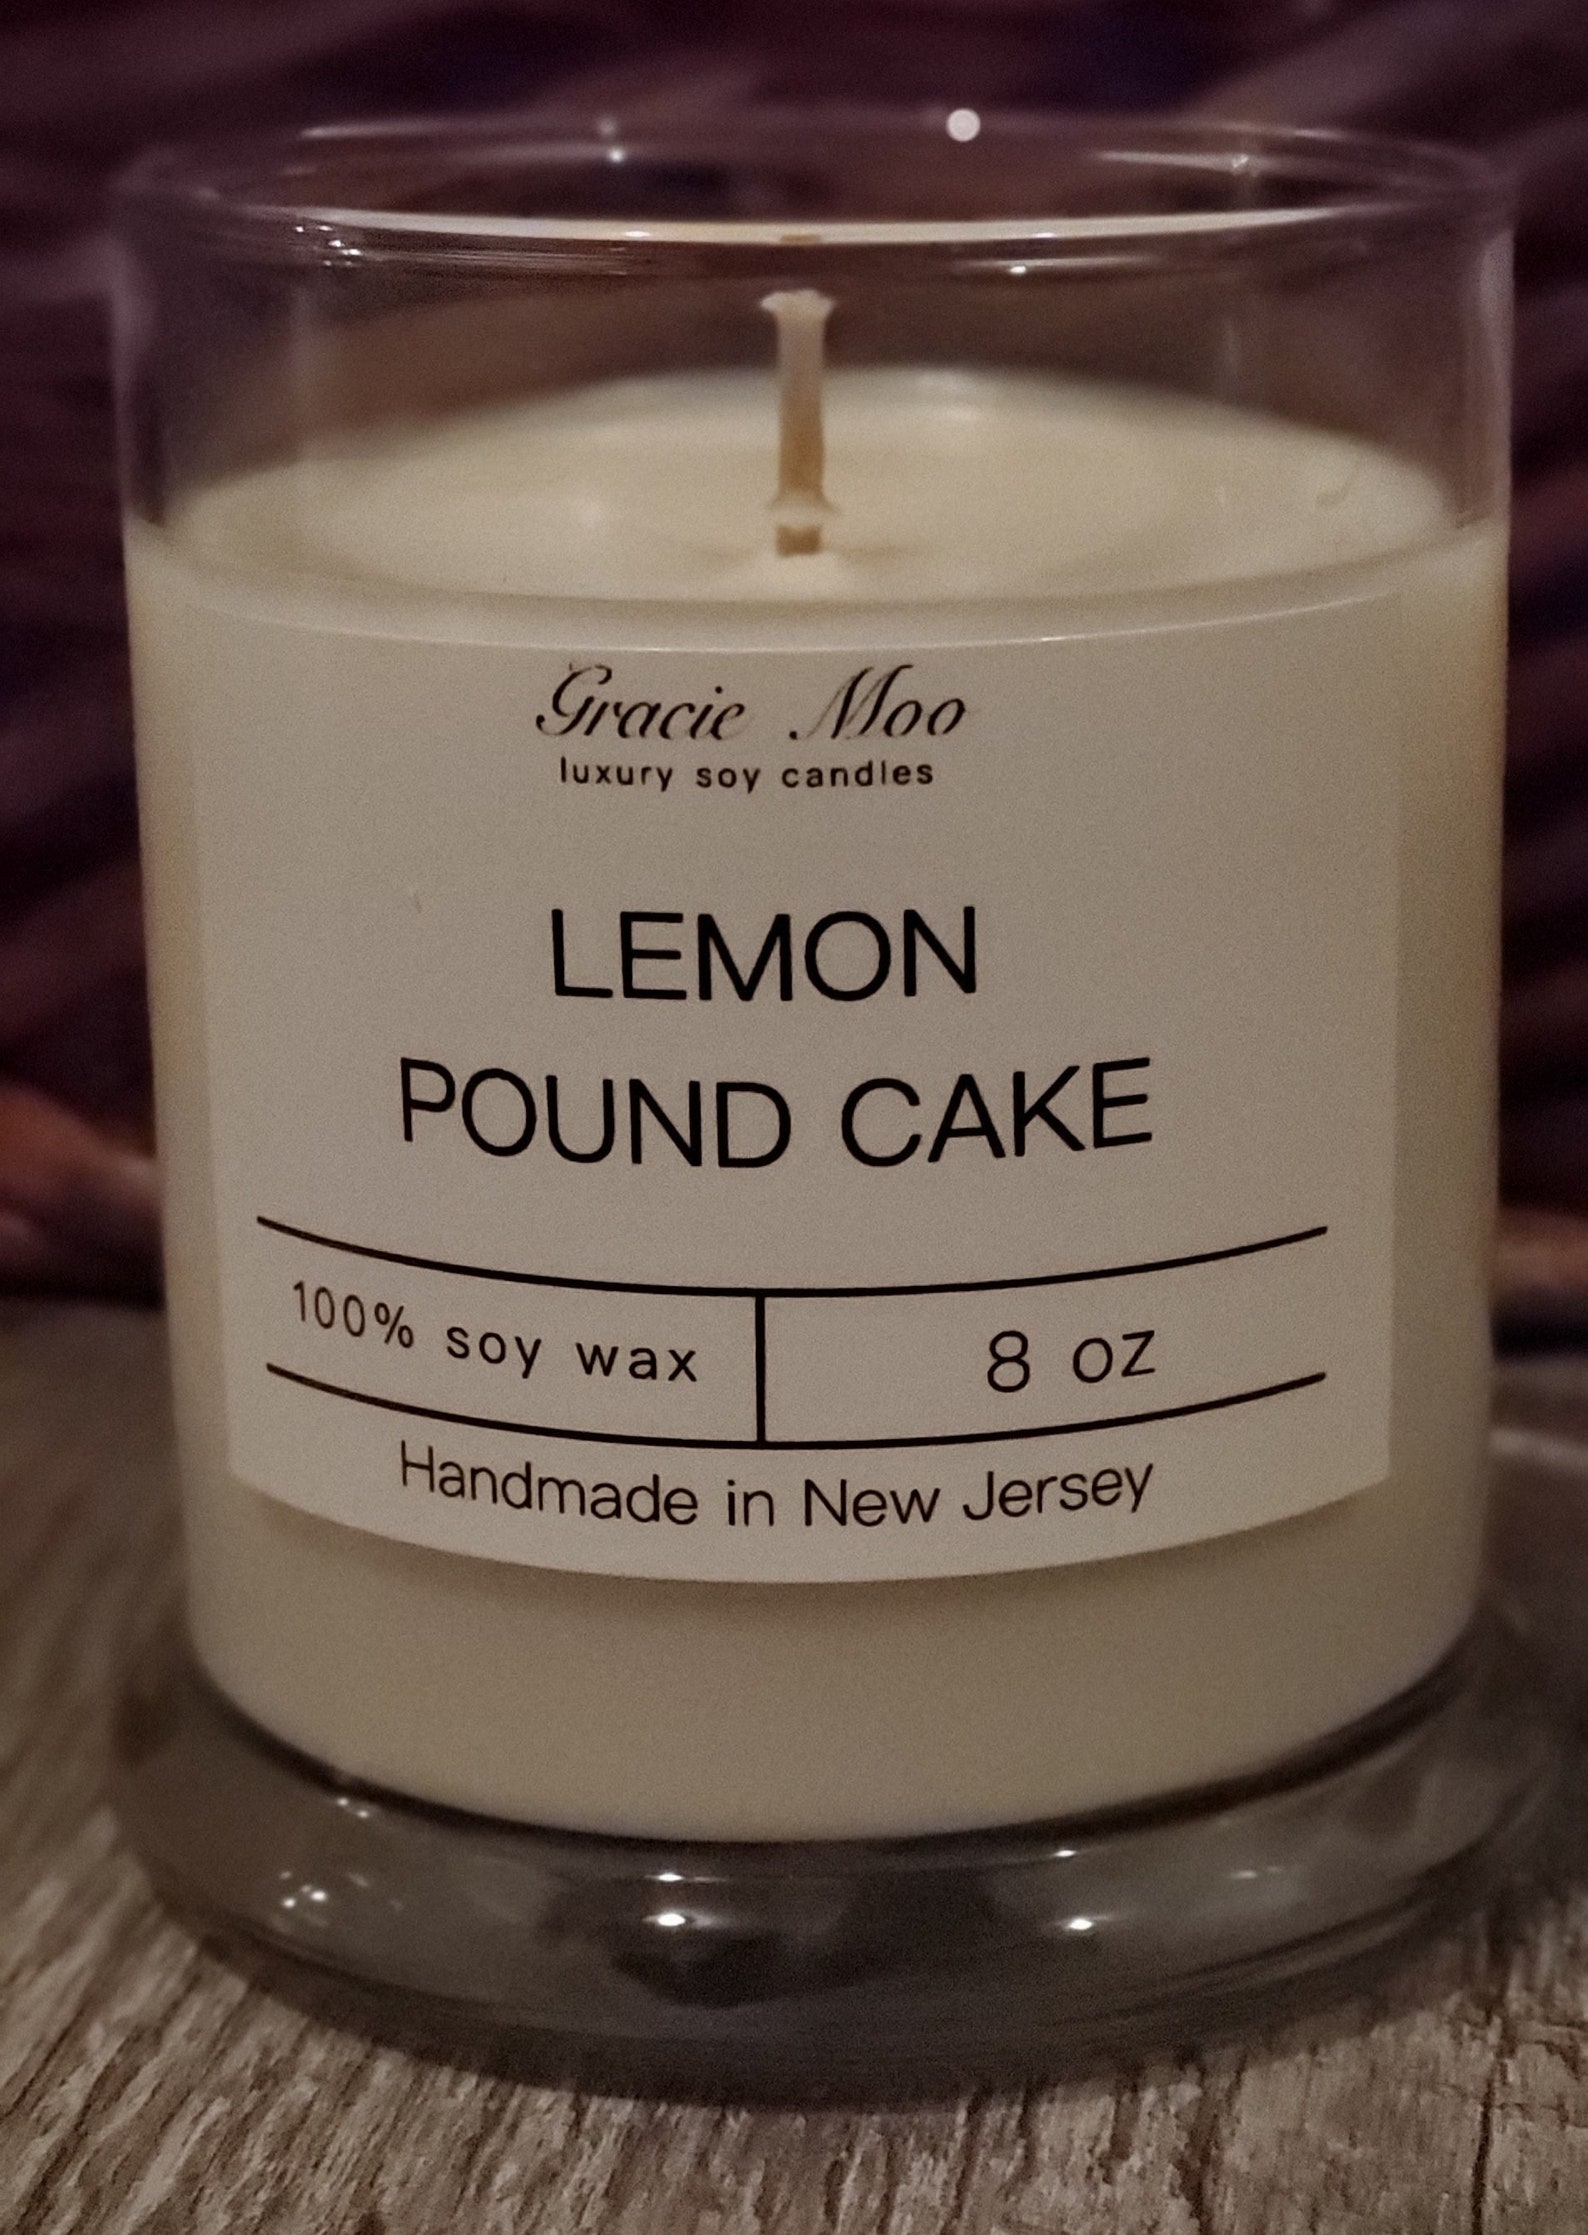 Gracie Moo
luxury soy candles
LEMON
POUND CAKE
100% soy wax
8 oz
Handmade in New Jersey